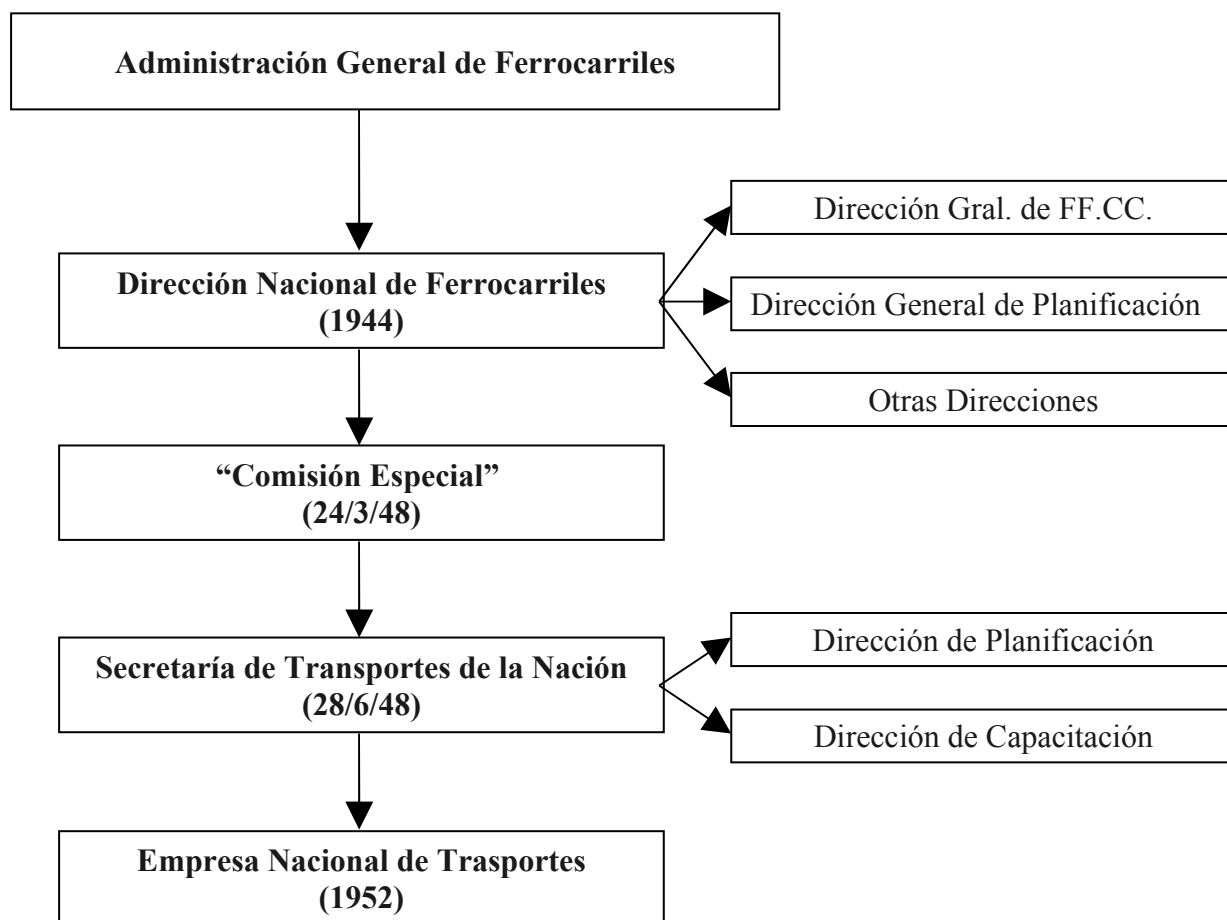 Administración General de Ferrocarriles
Dirección Gral. de FF.CC.
Dirección Nacional de Ferrocarriles
(1944)
Dirección General de Planificación
Otras Direcciones
“Comisión Especial”
(24/3/48)
Secretaría de Transportes de la Nación
(28/6/48)
Dirección de Planificación
Dirección de Capacitación
Empresa Nacional de Trasportes
(1952)